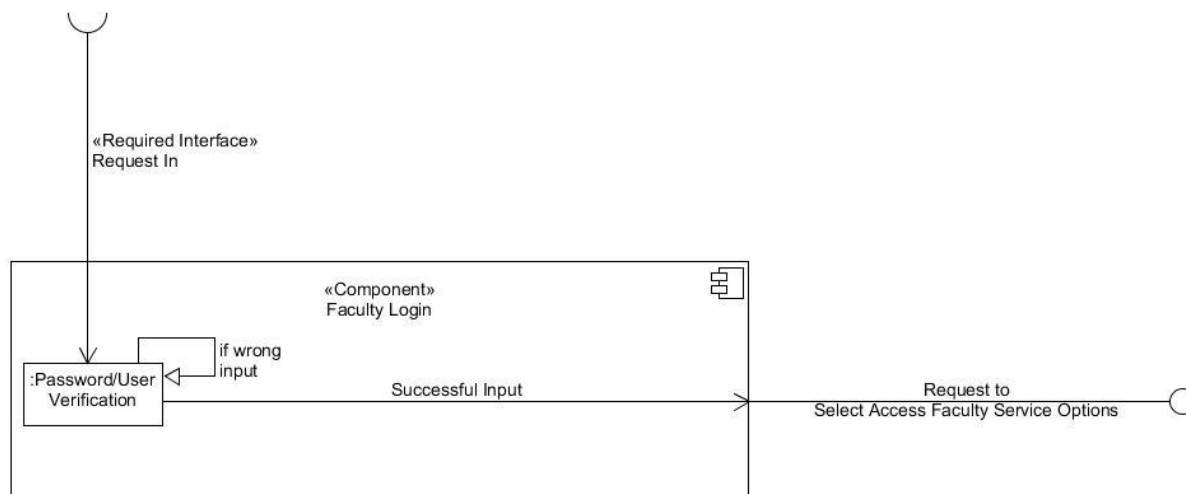 «Required Interface»
Request In
«Component»
Faculty Login
if wrong
input
:Password/User
Verification
Successful Input
Request to
Select Access Faculty Service Options